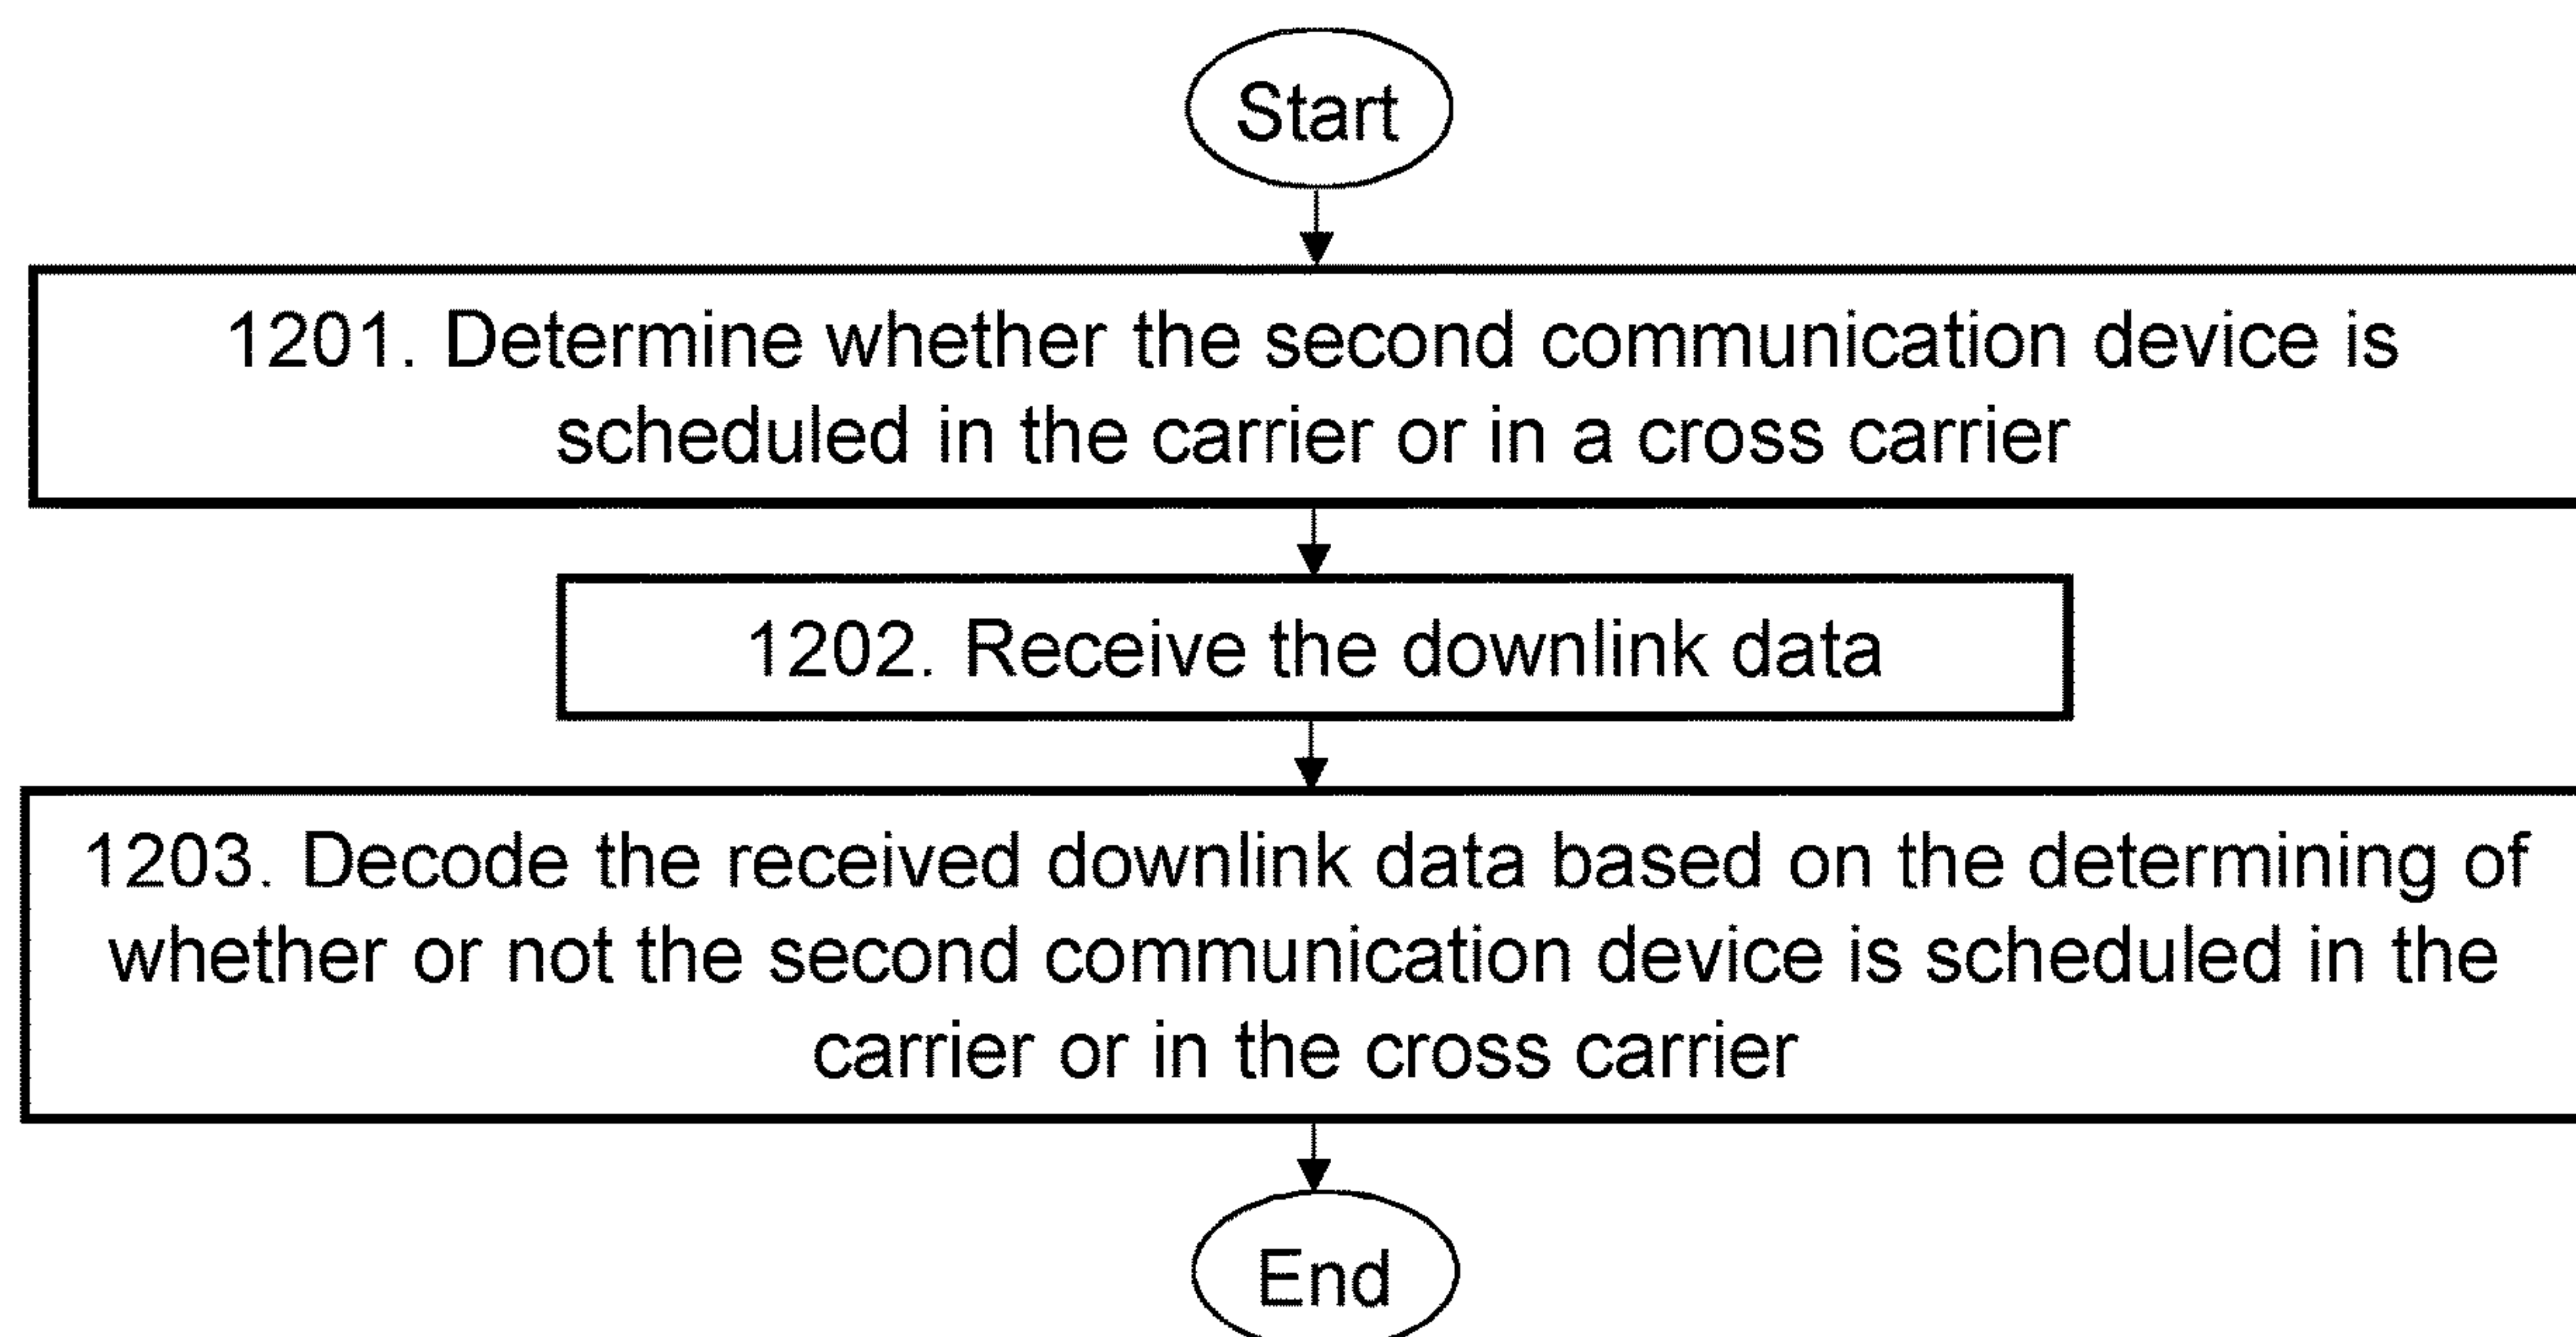 Start
1201. Determine whether the second communication device is
scheduled in the carrier or in a cross carrier
1202. Receive the downlink data
1203. Decode the received downlink data based on the determining of
whether or not the second communication device is scheduled in the
carrier or in the cross carrier
End